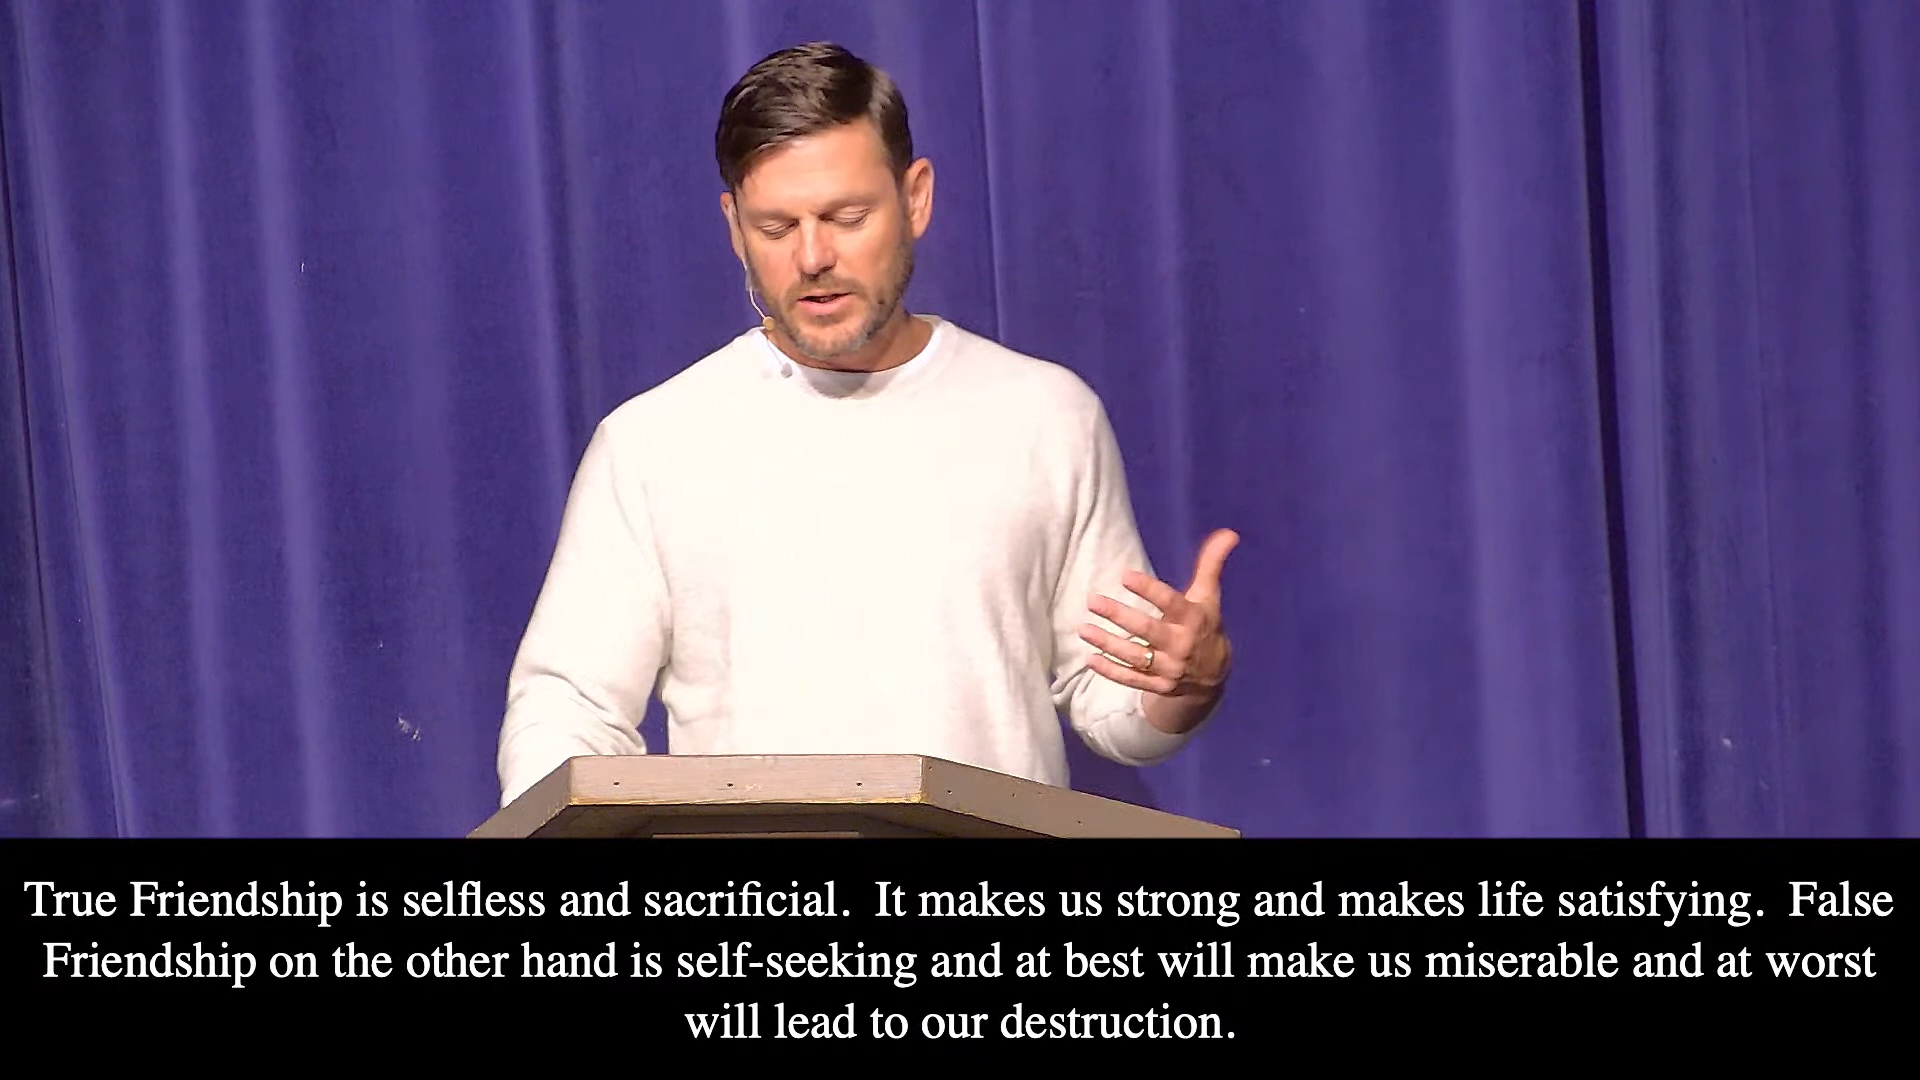 True Friendship is selfless and sacrificial.  It makes us strong and makes life satisfying.  False
Friendship on the other hand is self-seeking and at best will make us miserable and at worst
will lead to our destruction.